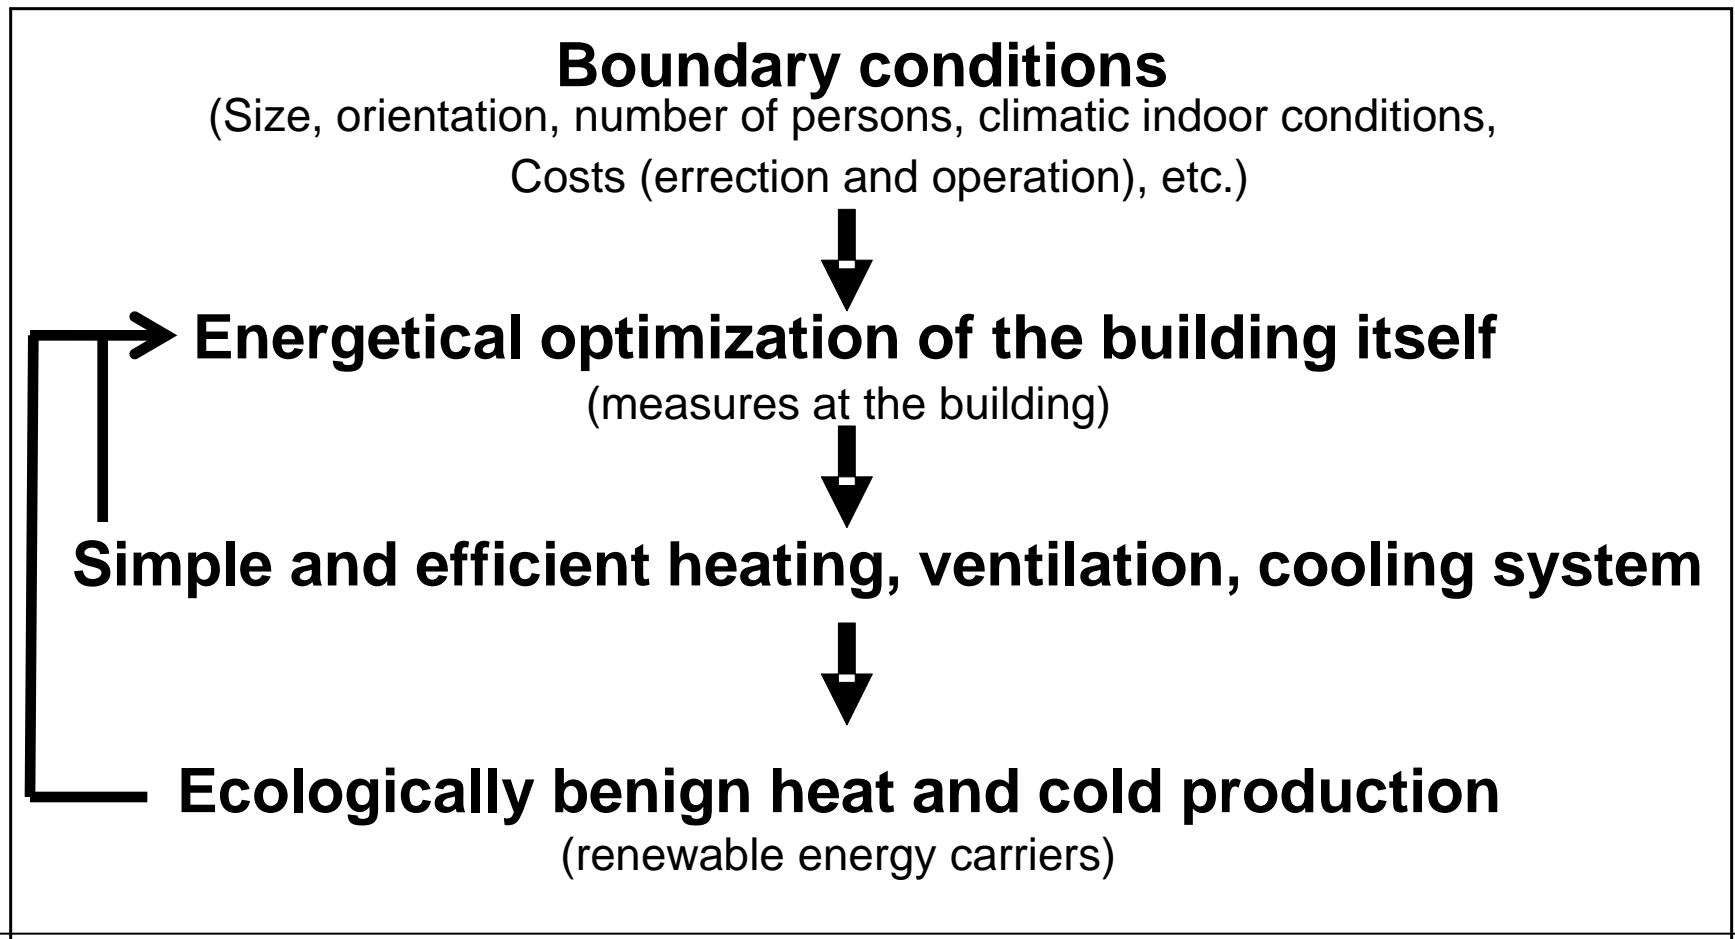 Boundary conditions
(Size, orientation, number of persons, climatic indoor conditions,
Costs (errection and operation), etc.)
Energetical optimization of the building itself
(measures at the building)
Simple and efficient heating, ventilation, cooling system
Ecologically benign heat and cold production
(renewable energy carriers)